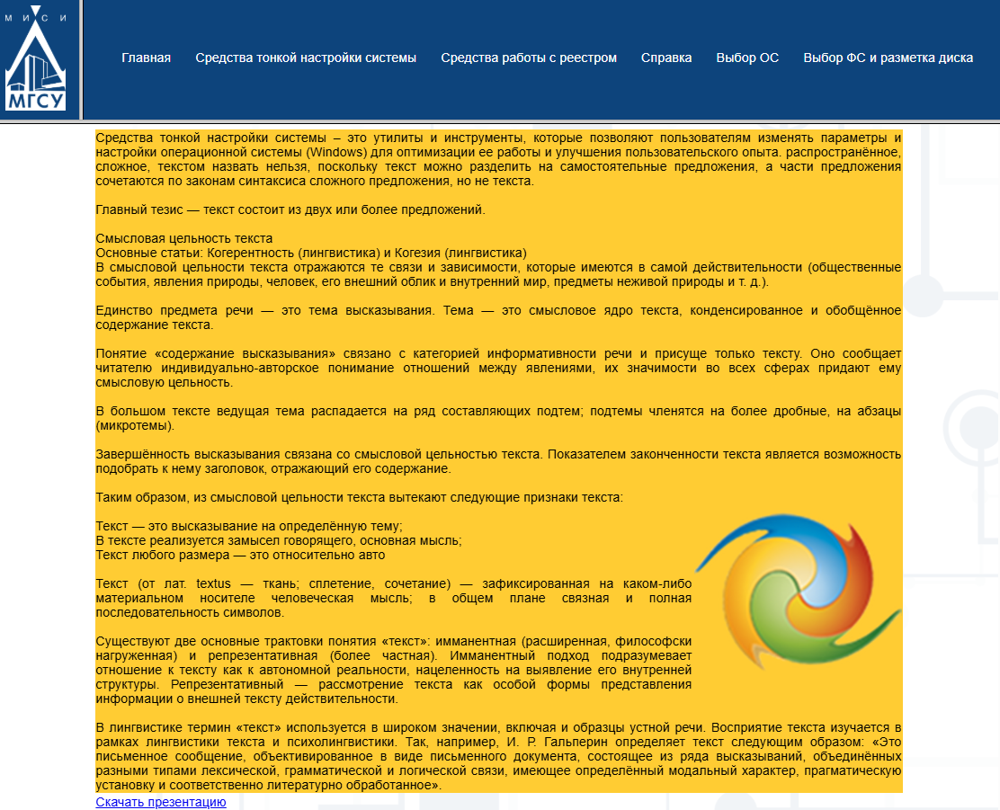 МИСИ
МГСУ
Главная Средства тонкой настройки системы Средства работы с реестром Справка Выбор ОС Выбор ФС и разметка диска
Средства тонкой настройки системы – это утилиты и инструменты, которые позволяют пользователям изменять параметры и
настройки операционной системы (Windows) для оптимизации ее работы и улучшения пользовательского опыта. распространённое,
сложное, текстом назвать нельзя, поскольку текст можно разделить на самостоятельные предложения, а части предложения
сочетаются по законам синтаксиса сложного предложения, но не текста.
Главный тезис — текст состоит из двух или более предложений.
Смысловая цельность текста
Основные статьи: Когерентность (лингвистика) и Когезия (лингвистика)
В смысловой цельности текста отражаются те связи и зависимости, которые имеются в самой действительности (общественные
события, явления природы, человек, его внешний облик и внутренний мир, предметы неживой природы и т. д.).
Единство предмета речи — это тема высказывания. Тема — это смысловое ядро текста, конденсированное и обобщённое
содержание текста.
Понятие «содержание высказывания» связано с категорией информативности речи и присуще только тексту. Оно сообщает
читателю индивидуально-авторское понимание отношений между явлениями, их значимости во всех сферах придают ему
смысловую цельность.
В большом тексте ведущая тема распадается на ряд составляющих подтем; подтемы членятся на более дробные, на абзацы
(микротемы).
Завершённость высказывания связана со смысловой цельностью текста. Показателем законченности текста является возможность
подобрать к нему заголовок, отражающий его содержание.
Таким образом, из смысловой цельности текста вытекают следующие признаки текста:
Текст — это высказывание на определённую тему;
В тексте реализуется замысел говорящего, основная мысль;
Текст любого размера — это относительно авто
Текст (от лат. textus — ткань; сплетение, сочетание) — зафиксированная на каком-либо
материальном носителе человеческая мысль; в общем плане связная и полная
последовательность символов.
Существуют две основные трактовки понятия «текст»: имманентная (расширенная, философски
нагруженная) и репрезентативная (более частная). Имманентный подход подразумевает
отношение к тексту как к автономной реальности, нацеленность на выявление его внутренней
структуры. Репрезентативный — рассмотрение текста как особой формы представления
информации о внешней тексту действительности.
В лингвистике термин «текст» используется в широком значении, включая и образцы устной речи. Восприятие текста изучается в
рамках лингвистики текста и психолингвистики. Так, например, И. Р. Гальперин определяет текст следующим образом: «Это
письменное сообщение, объективированное в виде письменного документа, состоящее из ряда высказываний, объединённых
разными типами лексической, грамматической и логической связи, имеющее определённый модальный характер, прагматическую
установку и соответственно литературно обработанное».
Скачать презентацию